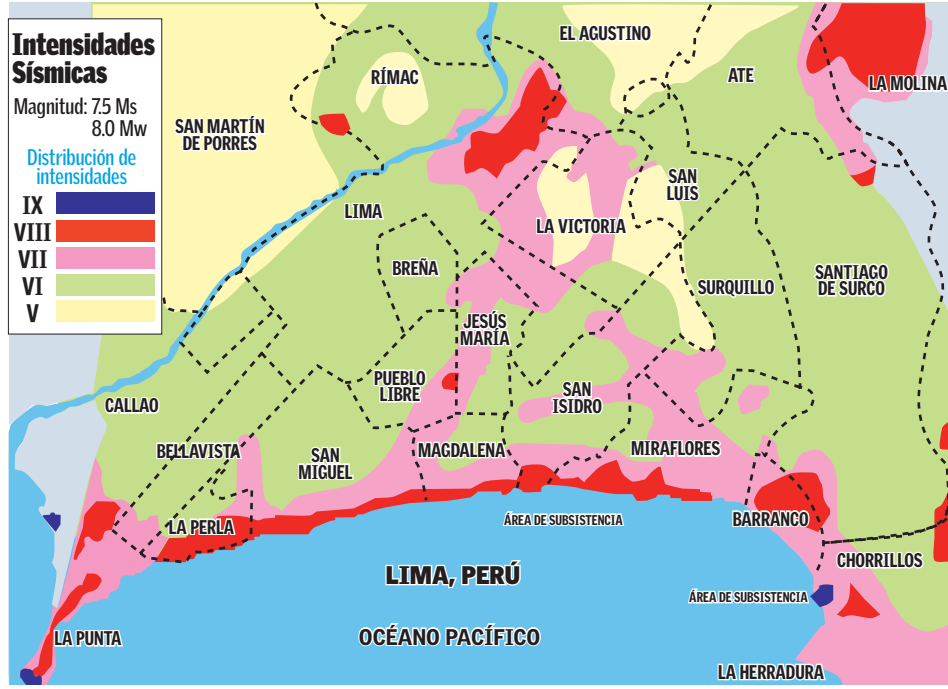 Intensidades
Sísmicas
Magnitud: 7.5 Ms
8.0 Mw
Distribución de
intensidades
IX
VIII
VII
VI
V
EL AGUSTINO
RÍMAC
ATE
LA MOLINA
SAN MARTÍN
DE PORRES
LIMA
SAN
LUIS
LA VICTORIA
BREÑA
SURQUILLO
SANTIAGO
DE SURCO
JESÚS
MARÍA
PUEBLO
LIBRE
SAN
ISIDRO
CALLAO
BELLAVISTA
SAN
MIGUEL
MAGDALENA
MIRAFLORES
LA PERLA
ÁREA DE SUBSISTENCIA
BARRANCO
CHORRILLOS
LIMA, PERÚ
ÁREA DE SUBSISTENCIA
LA PUNTA
OCÉANO PACÍFICO
LA HERRADURA